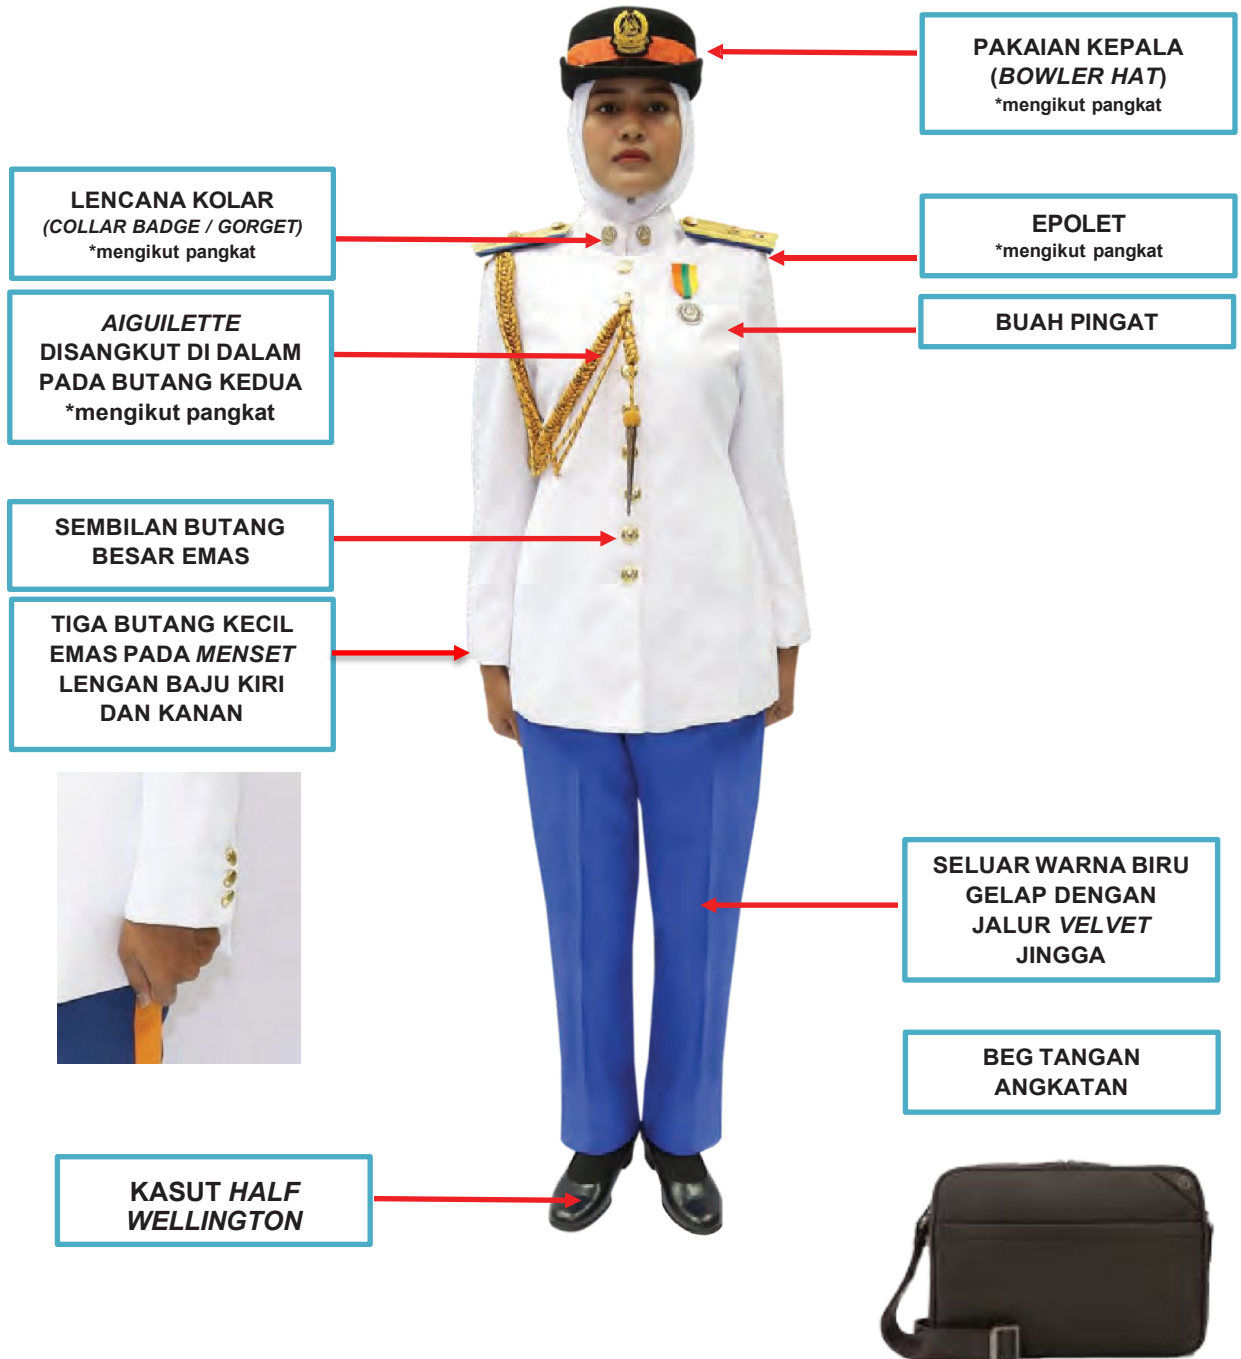 PAKAIAN KEPALA
(BOWLER HAT)
*mengikut pangkat
LENCANA KOLAR
(COLLAR BADGE / GORGET)
*mengikut pangkat
EPOLET
*mengikut pangkat
AIGUILETTE
DISANGKUT DI DALAM
PADA BUTANG KEDUA
*mengikut pangkat
BUAH PINGAT
SEMBILAN BUTANG
BESAR EMAS
TIGA BUTANG KECIL
EMAS PADA MENSET
LENGAN BAJU KIRI
DAN KANAN
SELUAR WARNA BIRU
GELAP DENGAN
JALUR VELVET
JINGGA
BEG TANGAN
ANGKATAN
KASUT HALF
WELLINGTON